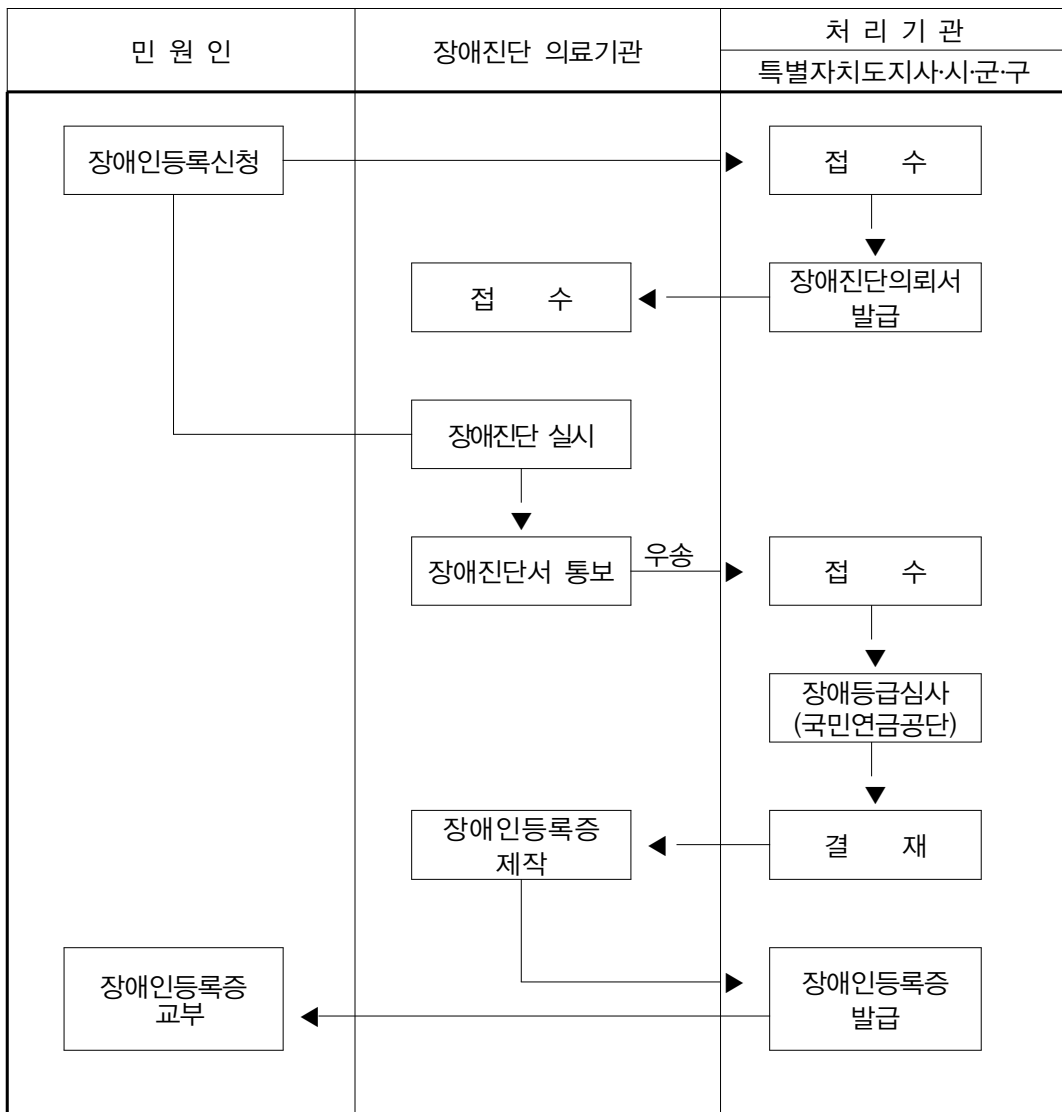 민 원 인
장애진단 의료기관
처 리 기 관
특별자치도지사·시·군·구
장애인등록신청
접 수
접 수
장애진단의뢰서
발급
장애진단 실시
장애진단서 통보
우송
접 수
장애등급심사
(국민연금공단)
장애인등록증
제작
결 재
장애인등록증
교부
장애인등록증
발급